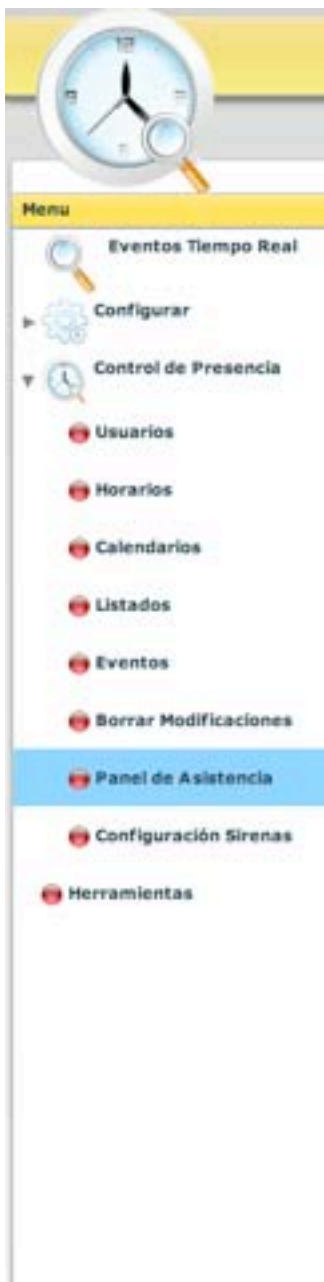 Menu
Eventos Tiempo Real
Configurar
Control de Presencia
Usuarios
Horarios
Calendarios
Listados
Eventos
Borrar Modificaciones
Panel de Asistencia
Configuración Sirenas
Herramientas